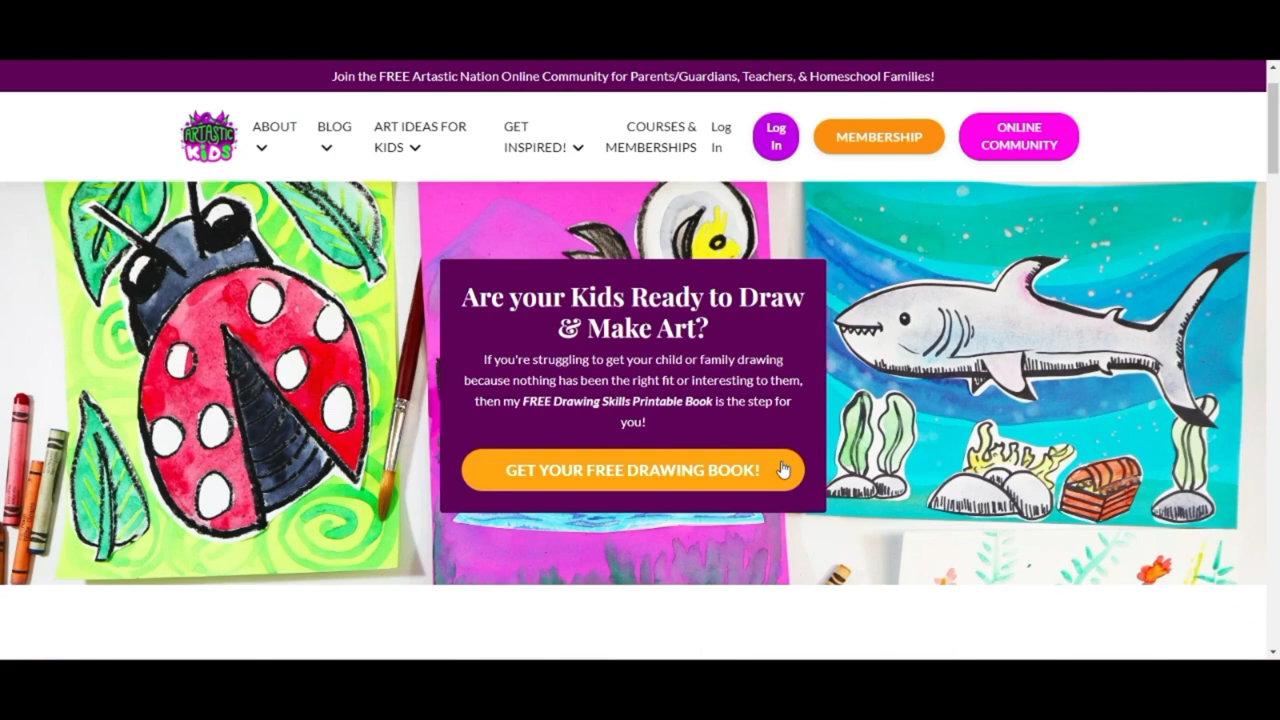 Join the FREE Artastic Nation Online Community for Parents/Guardians, Teachers, & Homeschool Families!
ARTASTIC
KiDS
ABOUT
BLOG
ART IDEAS FOR
KIDS
GET
INSPIRED!
COURSES &
MEMBERSHIPS
Log
In
Log
In
MEMBERSHIP
ONLINE
COMMUNITY
Are your Kids Ready to Draw
& Make Art?
If you're struggling to get your child or family drawing
because nothing has been the right fit or interesting to them,
then my FREE Drawing Skills Printable Book is the step for
you!
GET YOUR FREE DRAWING BOOK!